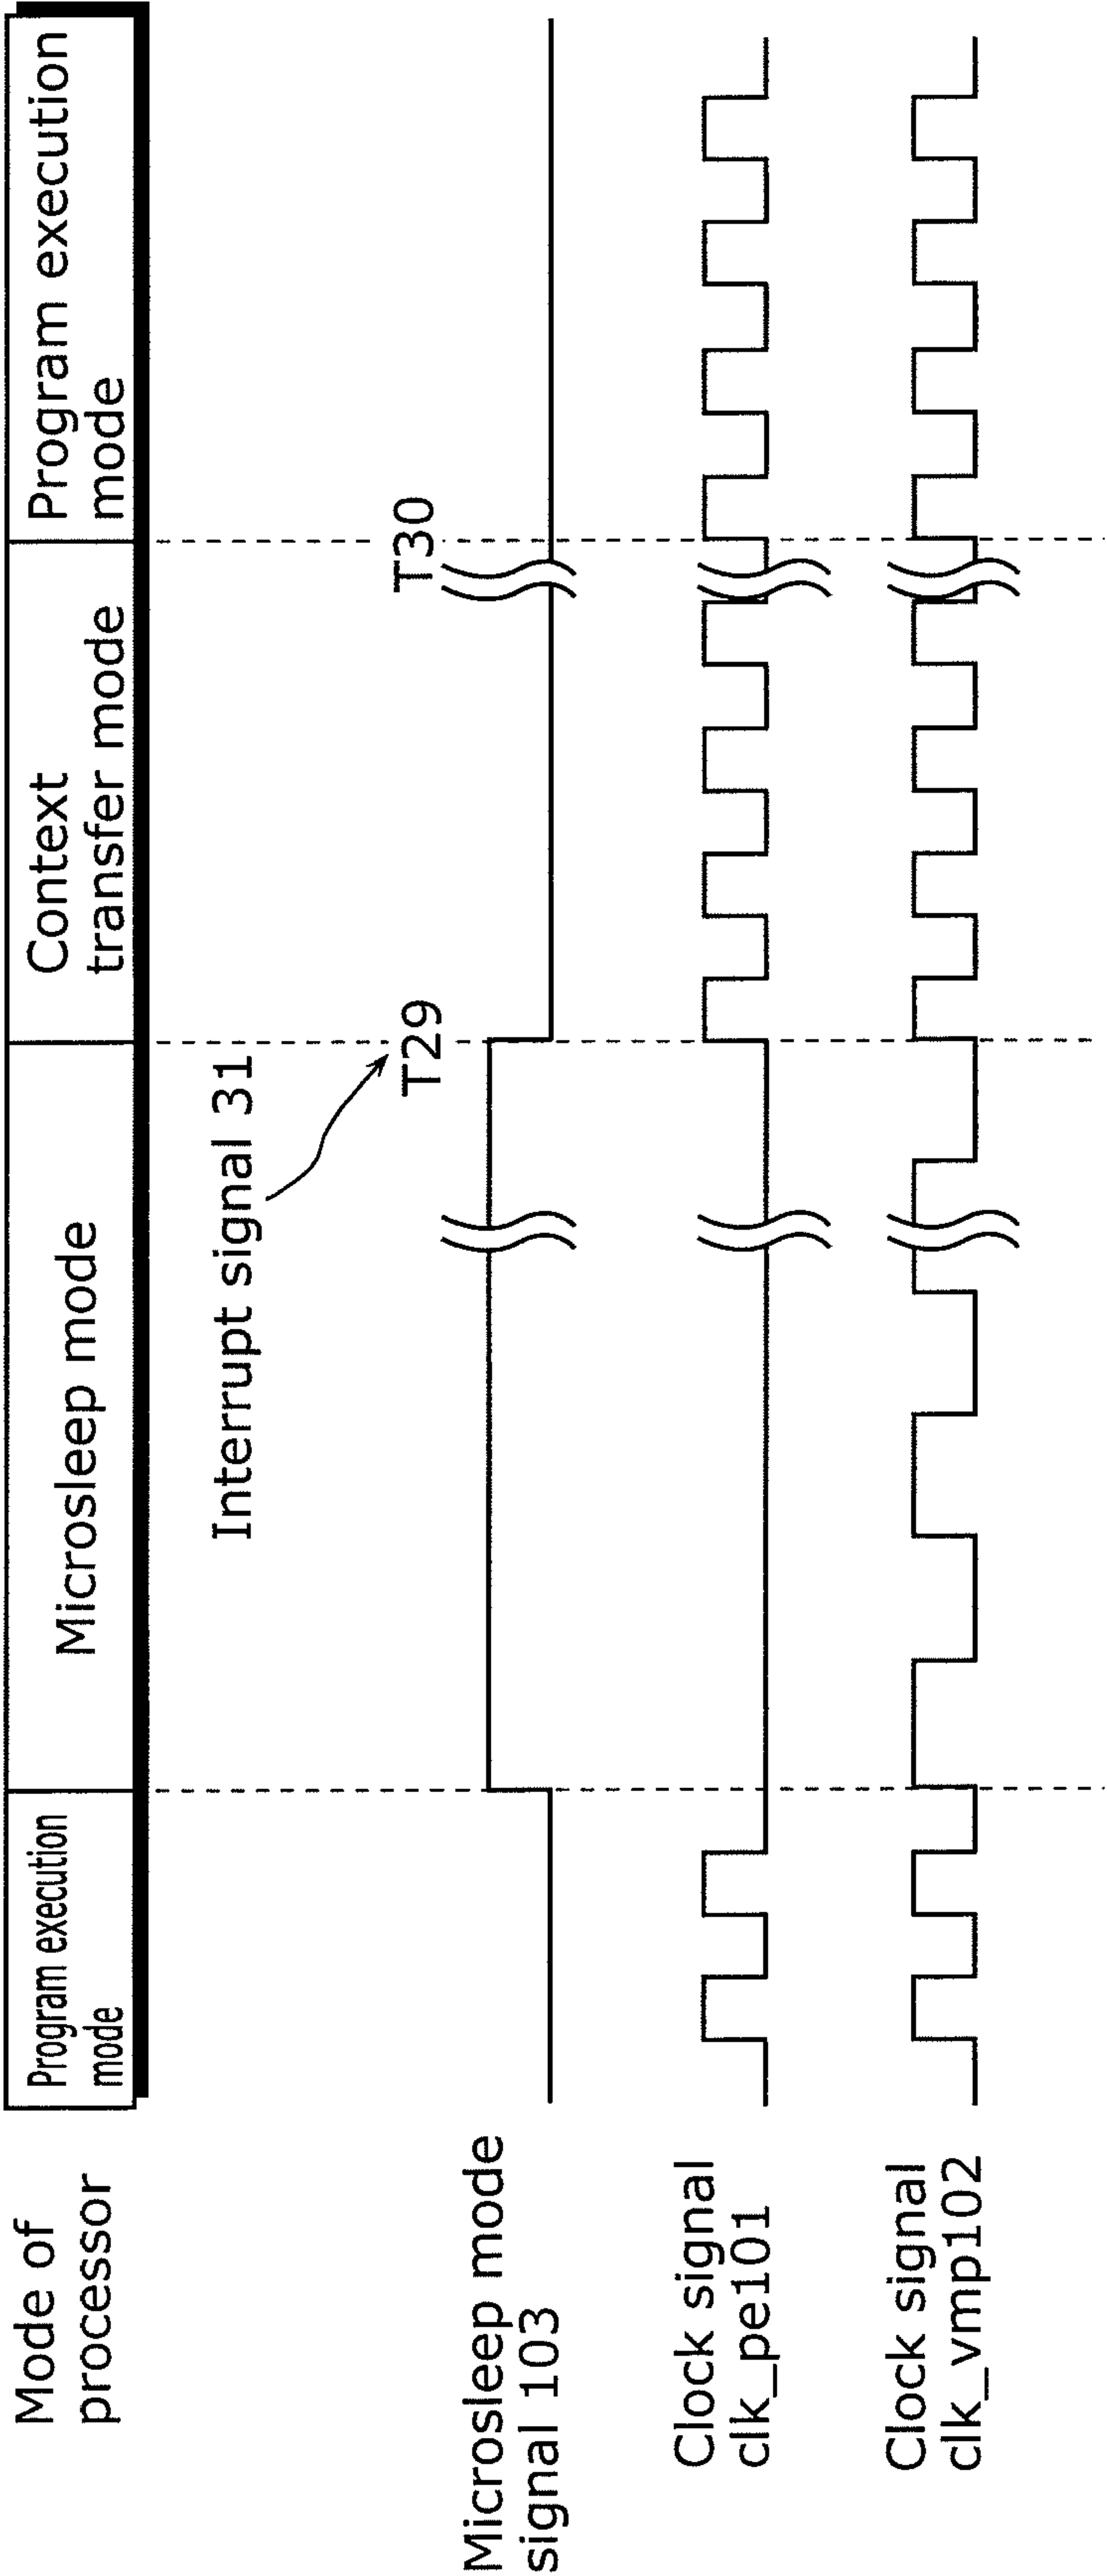 Mode of
processor
Program execution
mode
Microsleep mode
Context
transfer mode
Program execution
mode
Interrupt signal 31
T29
T30
Microsleep mode
signal 103
Clock signal
clk_pe101
Clock signal
clk_vmp102